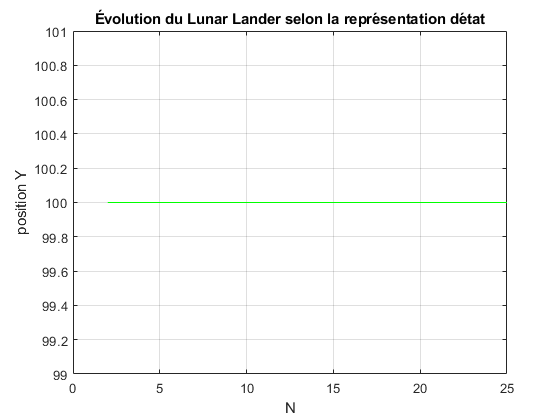 Évolution du Lunar Lander selon la représentation détat
101
100.8
100.6
100.4
100.2
100
99.8
99.6
99.4
99.2
99
position Y
0 5 10 15 20 25
N